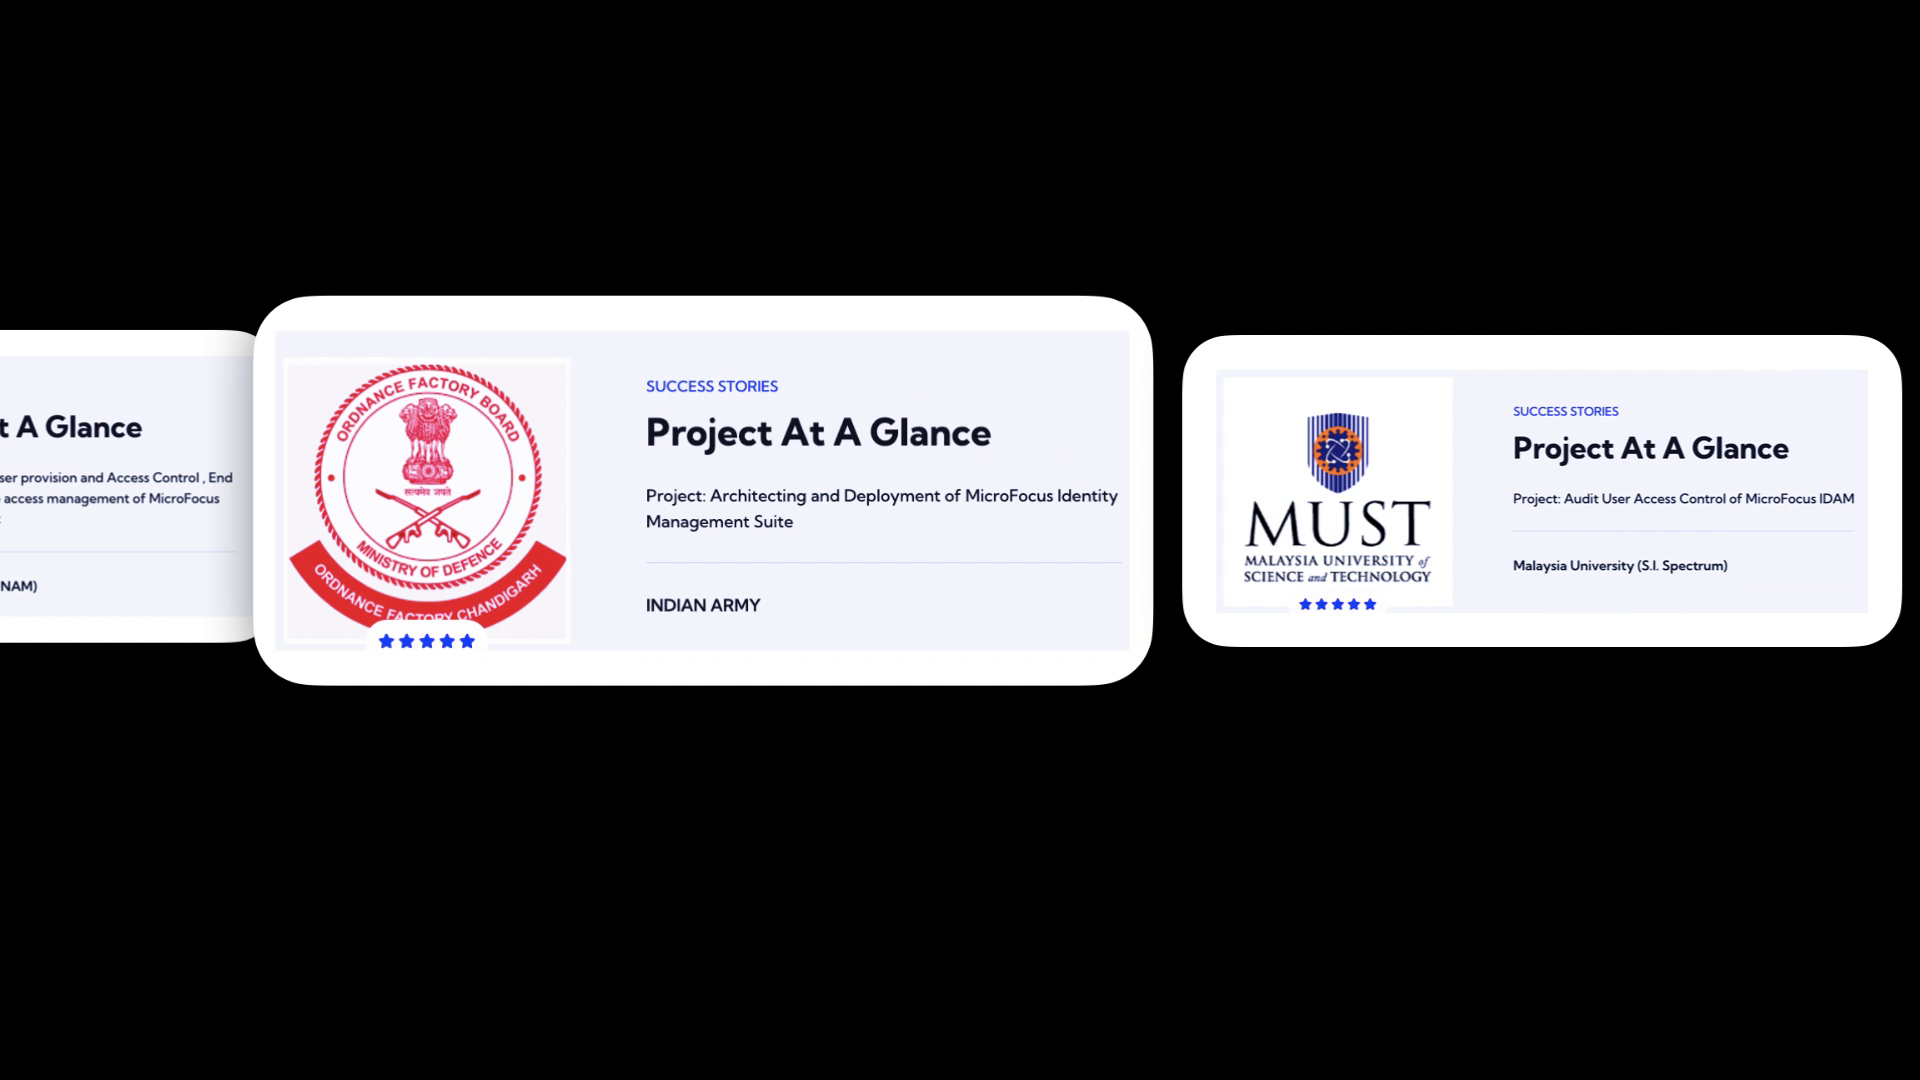 t A Glance
ser provision and Access Control , End
access management of MicroFocus
NAM)
ORDNANCE FACTORY BOARD
सत्यमेव जयते
MINISTRY OF DEFENCE
ORDNANCE FACTORY CHANDIGARH
SUCCESS STORIES
Project At A Glance
Project: Architecting and Deployment of MicroFocus Identity
Management Suite
INDIAN ARMY
MUST
MALAYSIA UNIVERSITY of
SCIENCE and TECHNOLOGY
SUCCESS STORIES
Project At A Glance
Project: Audit User Access Control of MicroFocus IDAM
Malaysia University (S.I. Spectrum)